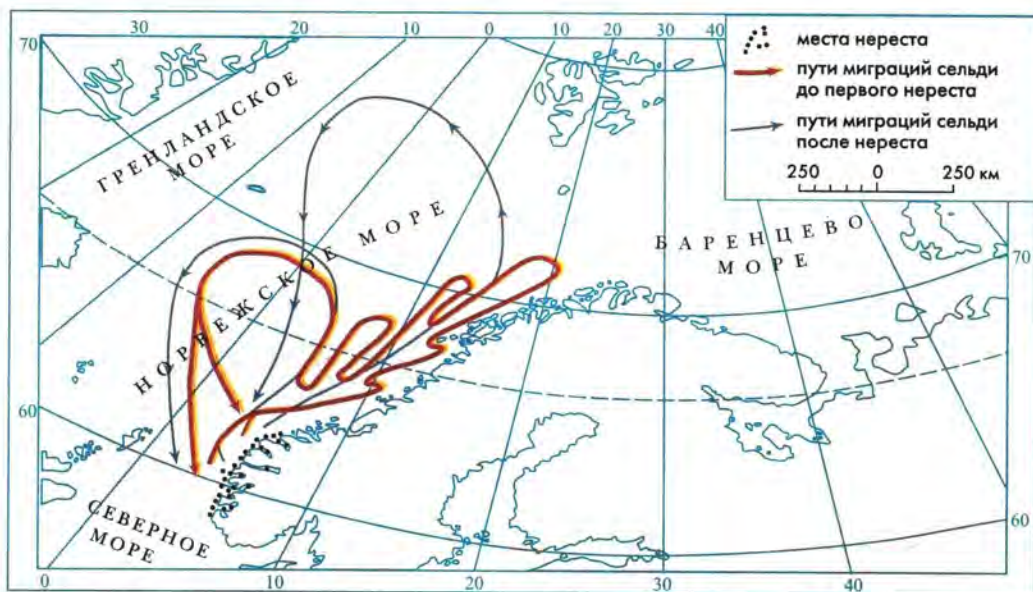 30
20
10
0
10
20
30
40
70
места нереста
пути миграций сельди
до первого нереста
пути миграций сельди
после нереста
250 0 250 км
ГРЕНЛАНДСКОЕ
МОРЕ
НОРВЕЖСКОЕ МОРЕ
БАРЕНЦЕВО
МОРЕ
70
60
СЕВЕРНОЕ
МОРЕ
60
0
10
20
30
40